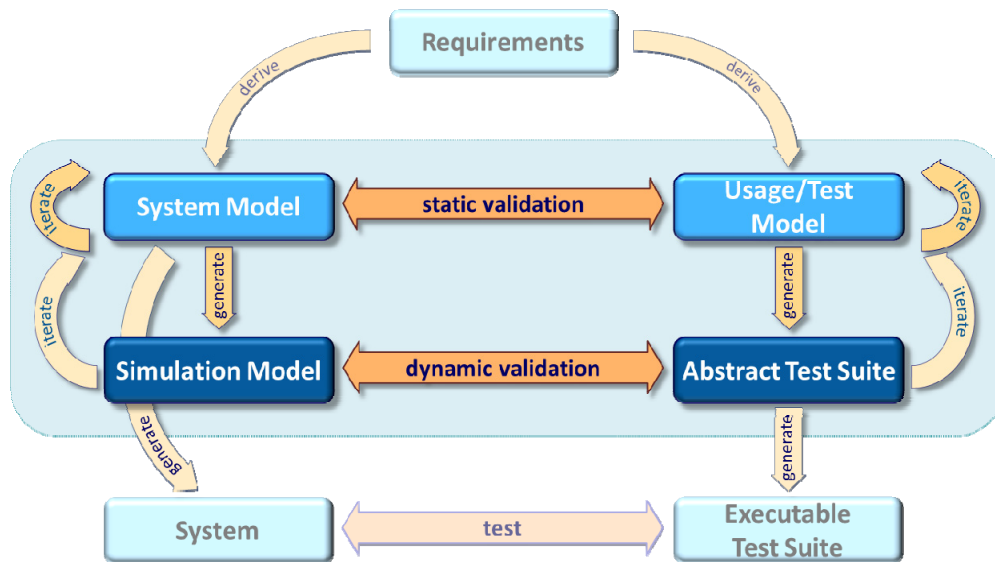 Requirements
derive
derive
iterate
System Model
static validation
Usage/Test
Model
iterate
generate
generate
iterate
iterate
Simulation Model
dynamic validation
Abstract Test Suite
generate
generate
System
test
Executable
Test Suite